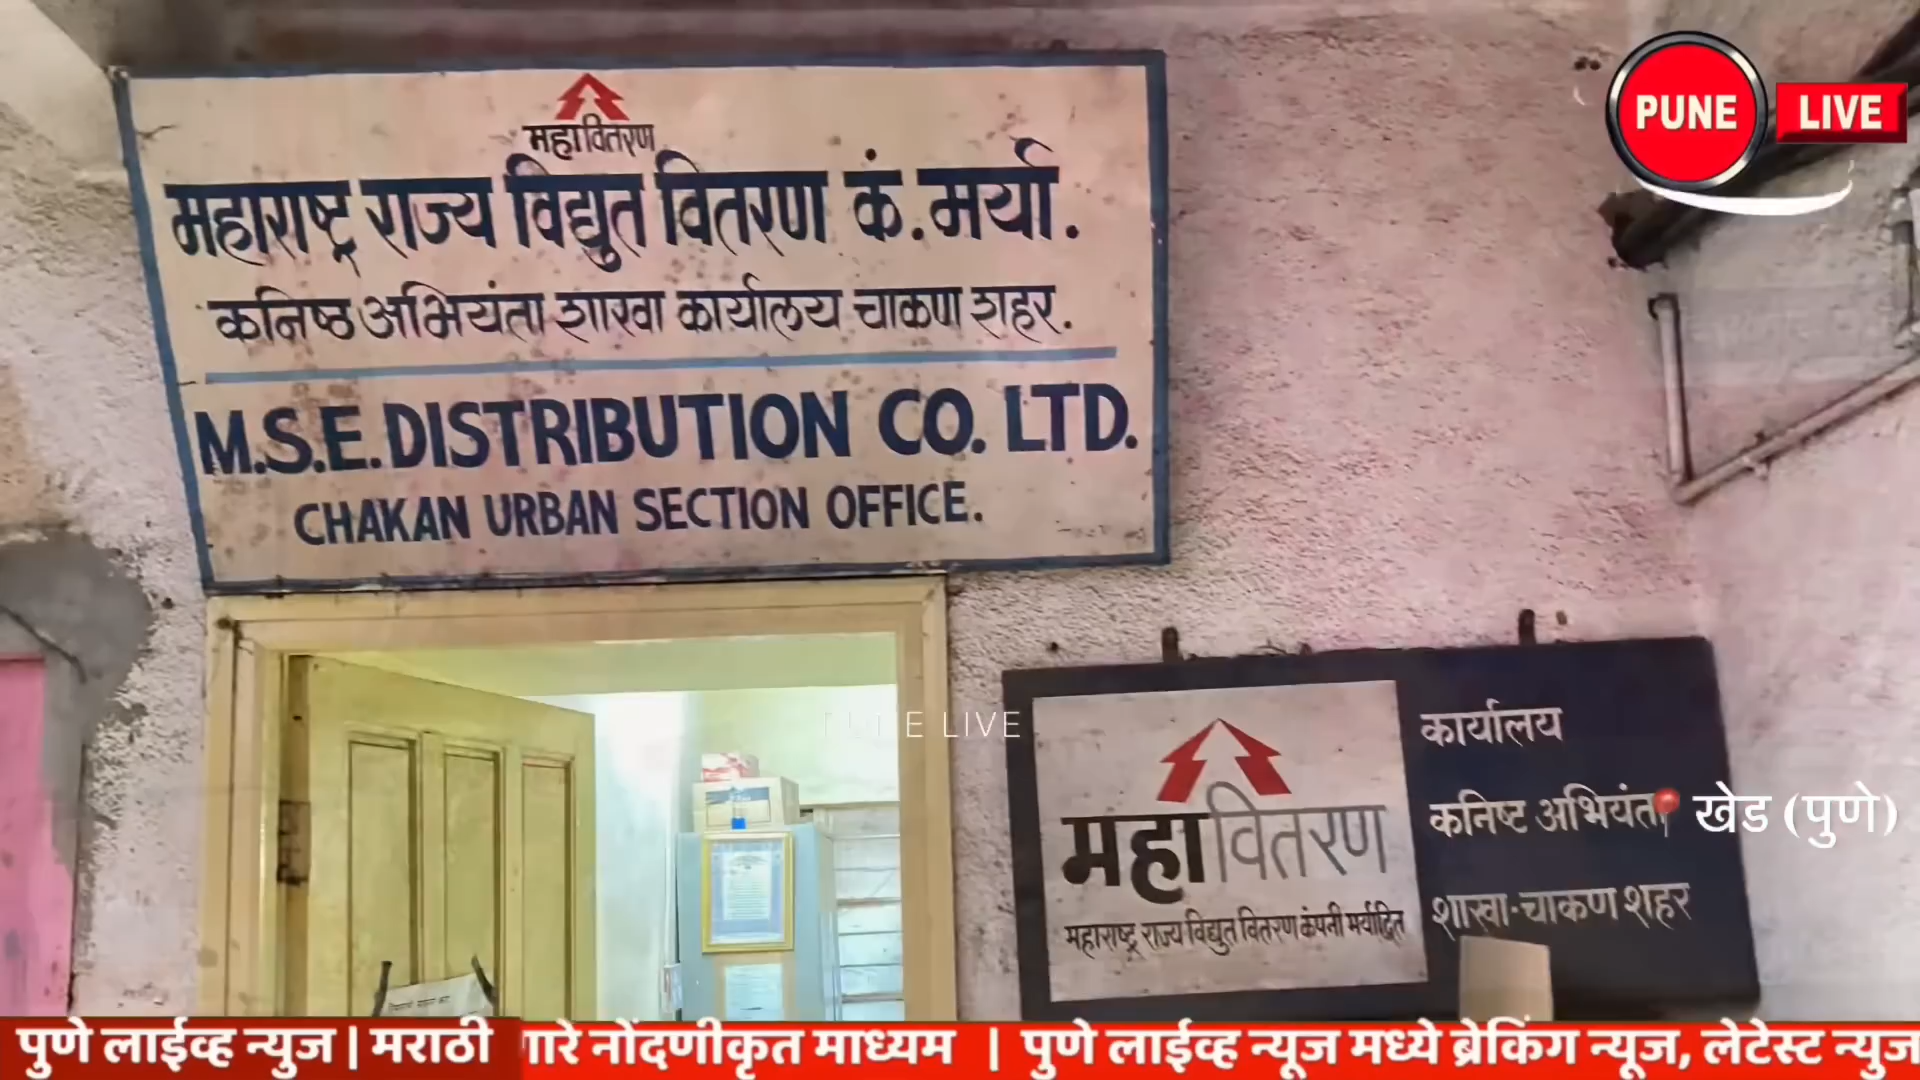 महावितरण
महाराष्ट्र राज्य विद्युत वितरण कं. मर्या.
कनिष्ठ अभियंता शाखा कार्यालय चाकण शहर.
M.S.E. DISTRIBUTION CO. LTD.
CHAKAN URBAN SECTION OFFICE.
PUNE LIVE
PUNE LIVE
महावितरण
महाराष्ट्र राज्य विद्युत वितरण कंपनी मर्यादित
कार्यालय
कनिष्ट अभियंता
शाखा-चाकण शहर
खेड (पुणे)
पुणे लाईव्ह न्युज | मराठी
गारे नोंदणीकृत माध्यम | पुणे लाईव्ह न्यूज मध्ये ब्रेकिंग न्यूज, लेटेस्ट न्युज